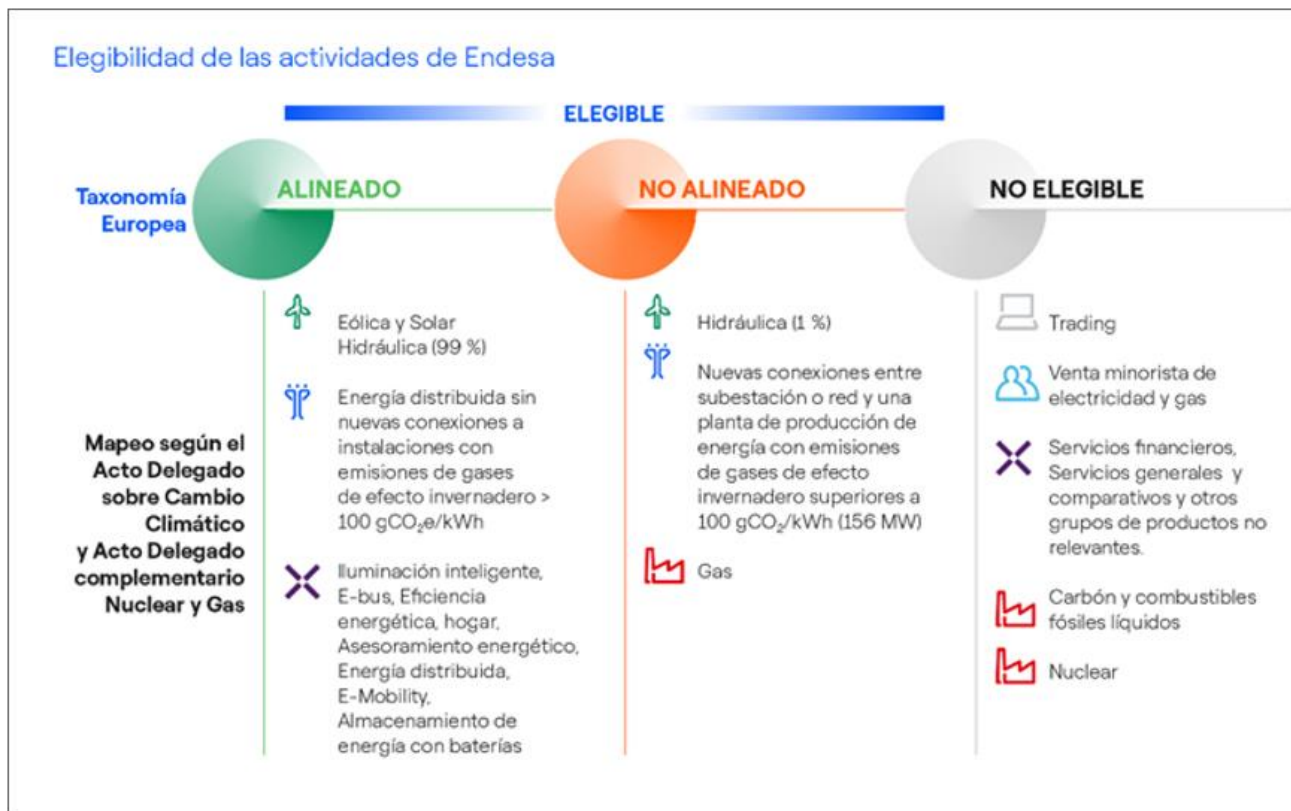 Elegibilidad de las actividades de Endesa
ELEGIBLE
Taxonomía
Europea
ALINEADO
NO ALINEADO
NO ELEGIBLE
Mapeo según el
Acto Delegado
sobre Cambio
Climático
y Acto Delegado
complementario
Nuclear y Gas
Eólica y Solar
Hidráulica (99 %)
Energía distribuida sin
nuevas conexiones a
instalaciones con
emisiones de gases
de efecto invernadero >
100 gCO₂e/kWh
Iluminación inteligente,
E-bus, Eficiencia
energética, hogar,
Asesoramiento energético,
Energía distribuida,
E-Mobility,
Almacenamiento de
energía con baterías
Hidráulica (1 %)
Nuevas conexiones entre
subestación o red y una
planta de producción de
energía con emisiones
de gases de efecto
invernadero superiores a
100 gCO₂/kWh (156 MW)
Gas
Trading
Venta minorista de
electricidad y gas
Servicios financieros,
Servicios generales y
comparativos y otros
grupos de productos no
relevantes.
Carbón y combustibles
fósiles líquidos
Nuclear